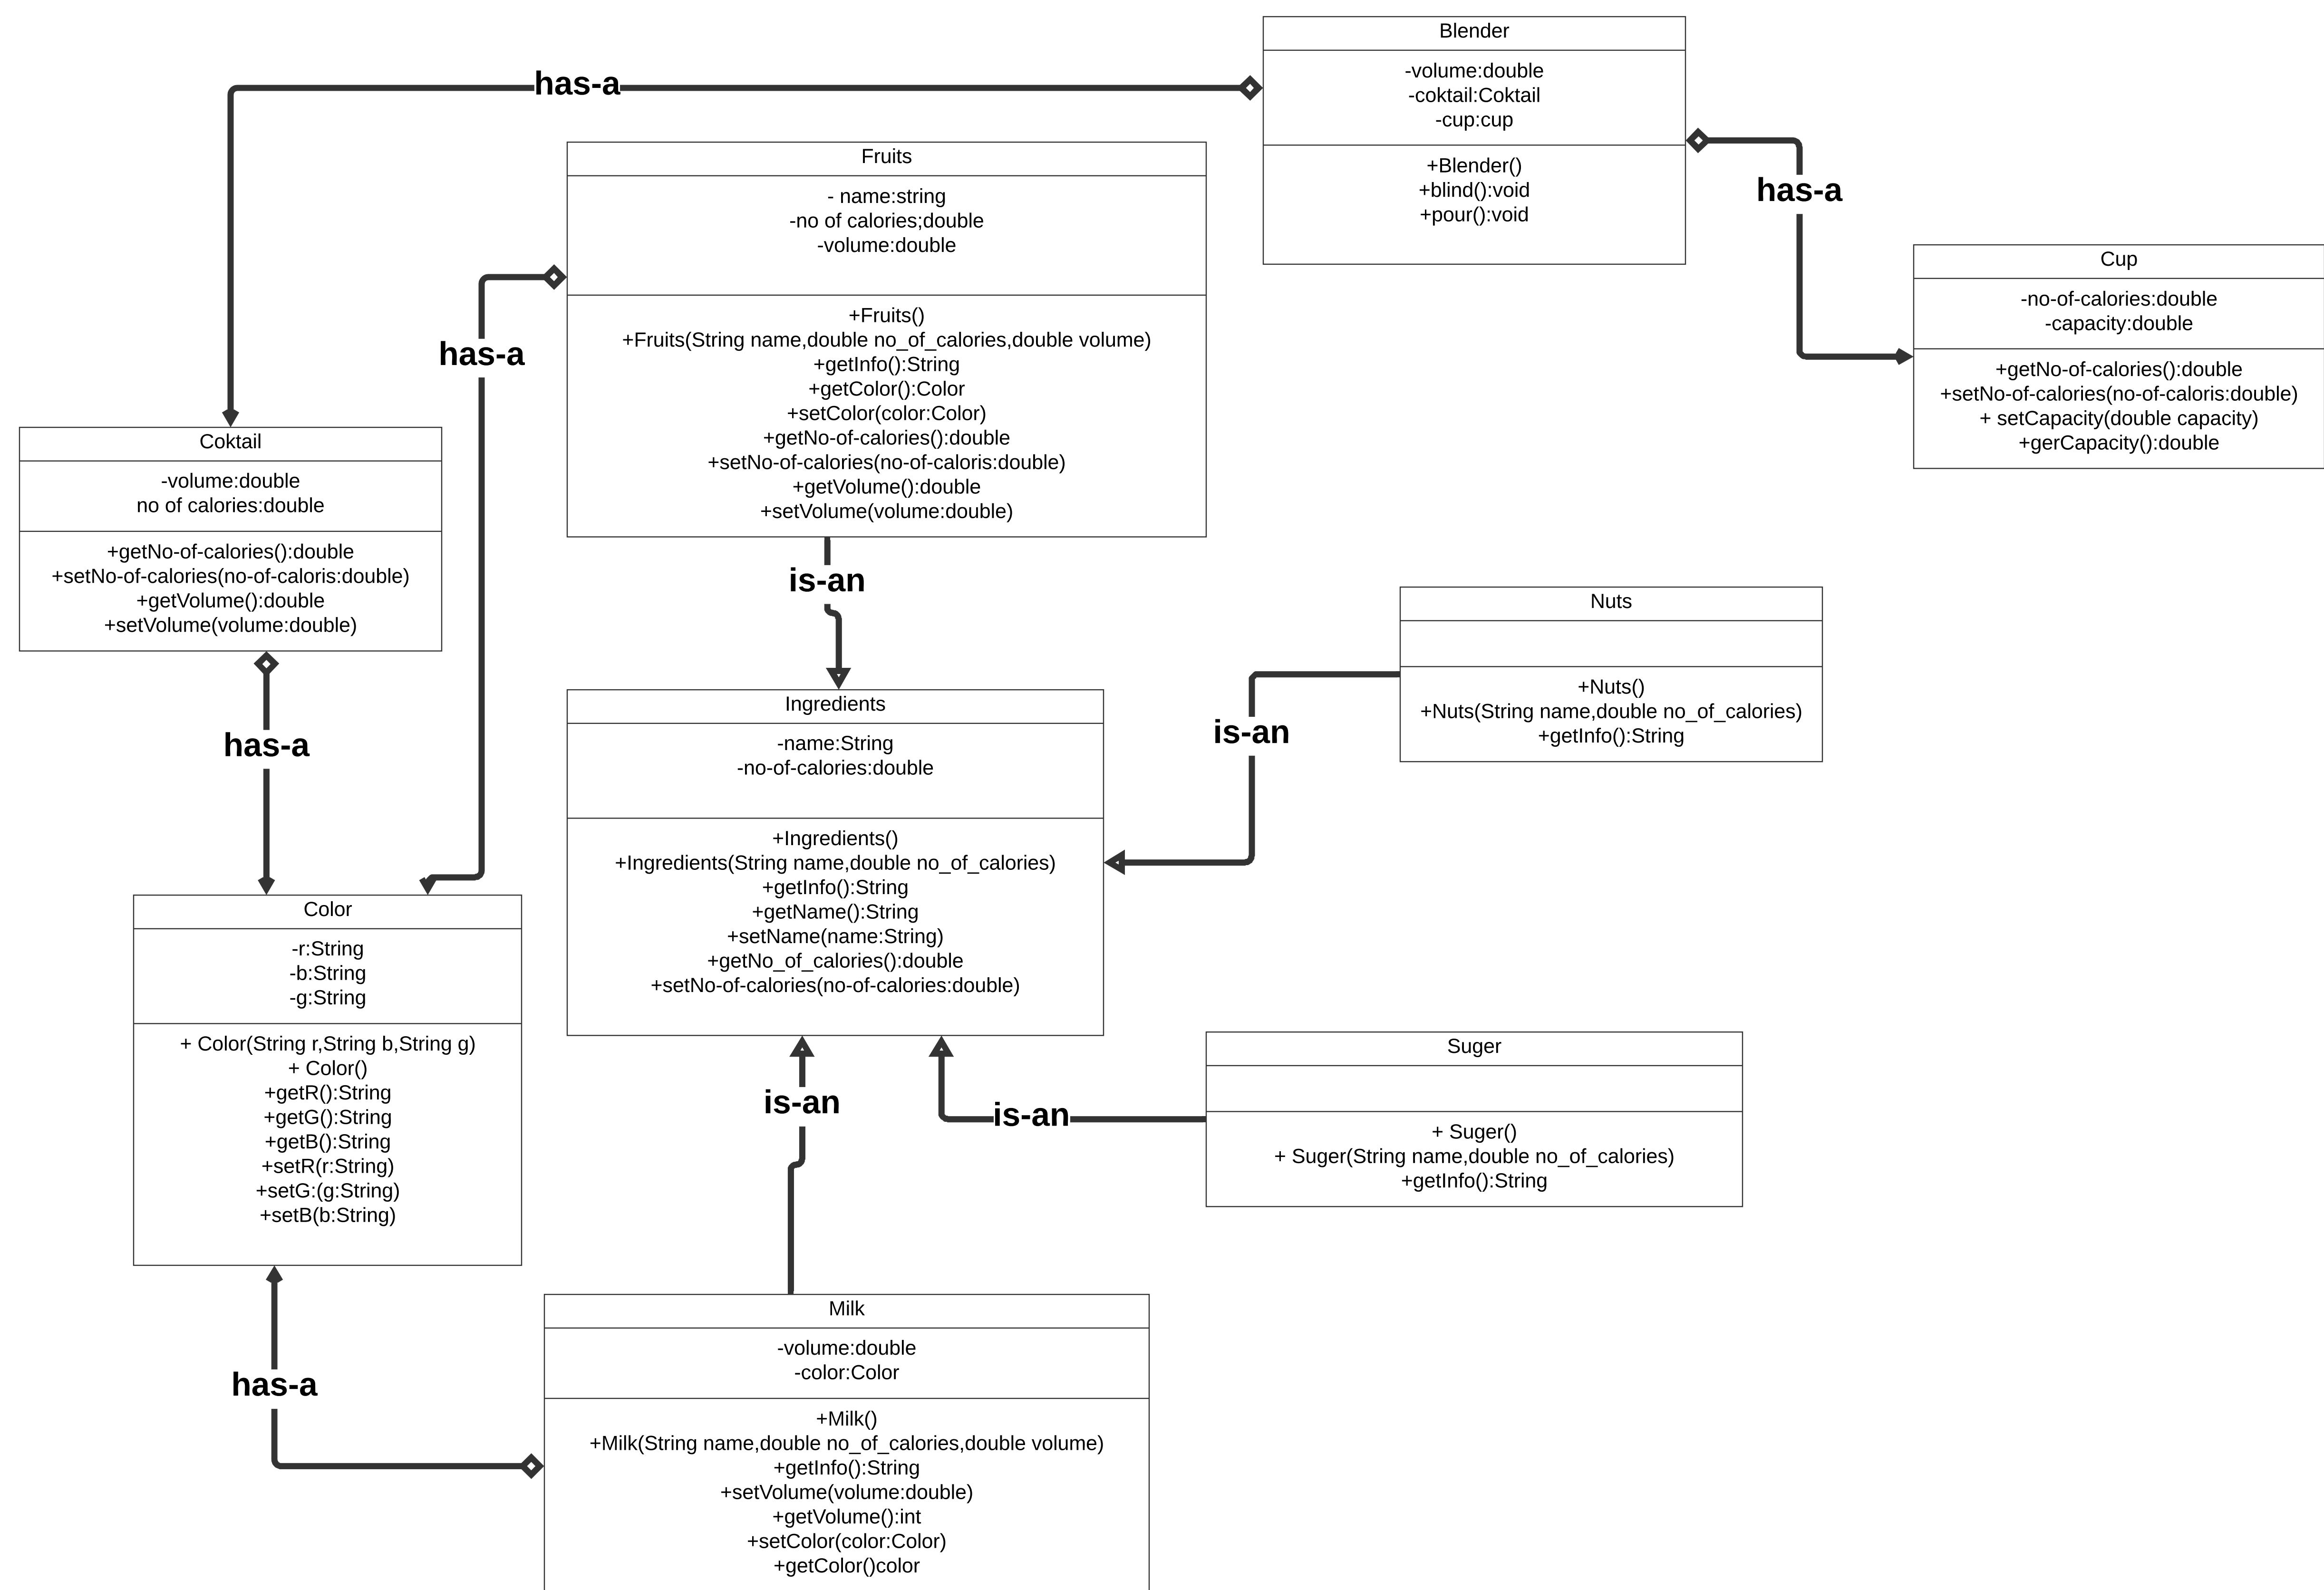 Blender
-volume:double
-coktail:Coktail
-cup:cup
+Blender()
+blind():void
+pour():void
has-a
has-a
Fruits
- name:string
-no of calories;double
-volume:double
+Fruits()
+Fruits(String name,double no_of_calories,double volume)
+getInfo():String
+getColor():Color
+setColor(color:Color)
+getNo-of-calories():double
+setNo-of-calories(no-of-caloris:double)
+getVolume():double
+setVolume(volume:double)
Cup
-no-of-calories:double
-capacity:double
+getNo-of-calories():double
+setNo-of-calories(no-of-caloris:double)
+ setCapacity(double capacity)
+gerCapacity():double
has-a
Coktail
-volume:double
no of calories:double
+getNo-of-calories():double
+setNo-of-calories(no-of-caloris:double)
+getVolume():double
+setVolume(volume:double)
is-an
Nuts
+Nuts()
+Nuts(String name,double no_of_calories)
+getInfo():String
has-a
is-an
Ingredients
-name:String
-no-of-calories:double
+Ingredients()
+Ingredients(String name,double no_of_calories)
+getInfo():String
+getName():String
+setName(name:String)
+getNo_of_calories():double
+setNo-of-calories(no-of-calories:double)
Color
-r:String
-b:String
-g:String
+ Color(String r,String b,String g)
+ Color()
+getR():String
+getG():String
+getB():String
+setR(r:String)
+setG:(g:String)
+setB(b:String)
is-an
is-an
Suger
+ Suger()
+ Suger(String name,double no_of_calories)
+getInfo():String
has-a
Milk
-volume:double
-color:Color
+Milk()
+Milk(String name,double no_of_calories,double volume)
+getInfo():String
+setVolume(volume:double)
+getVolume():int
+setColor(color:Color)
+getColor()color